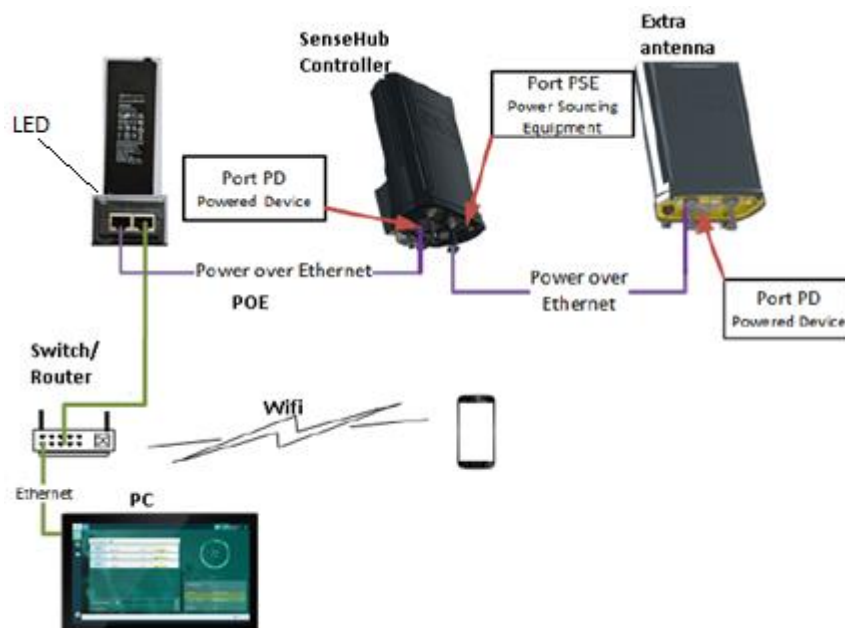 Extra
antenna
SenseHub
Controller
Port PSE
Power Sourcing
Equipment
LED
Port PD
Powered Device
Power over Ethernet
POE
Power over
Ethernet
Port PD
Powered Device
Switch/
Router
Wifi
Ethernet
PC